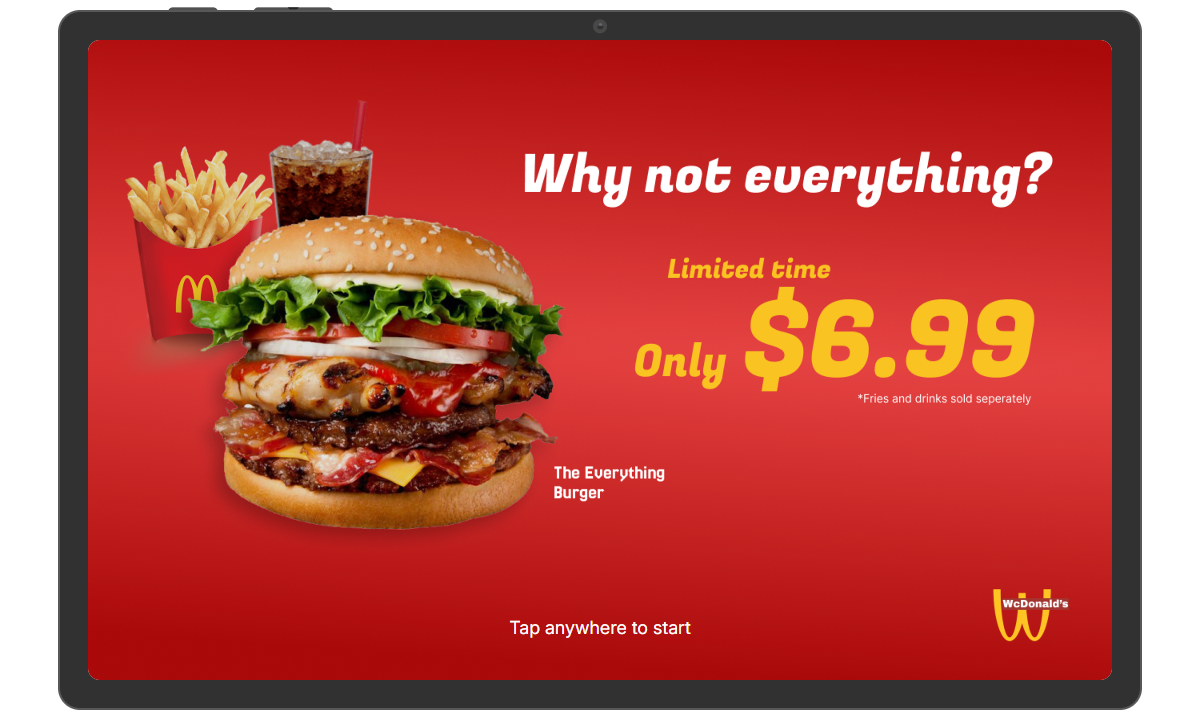 Why not everything?
Limited time
Only $6.99
*Fries and drinks sold seperately
The Everything
Burger
WcDonald's
Tap anywhere to start